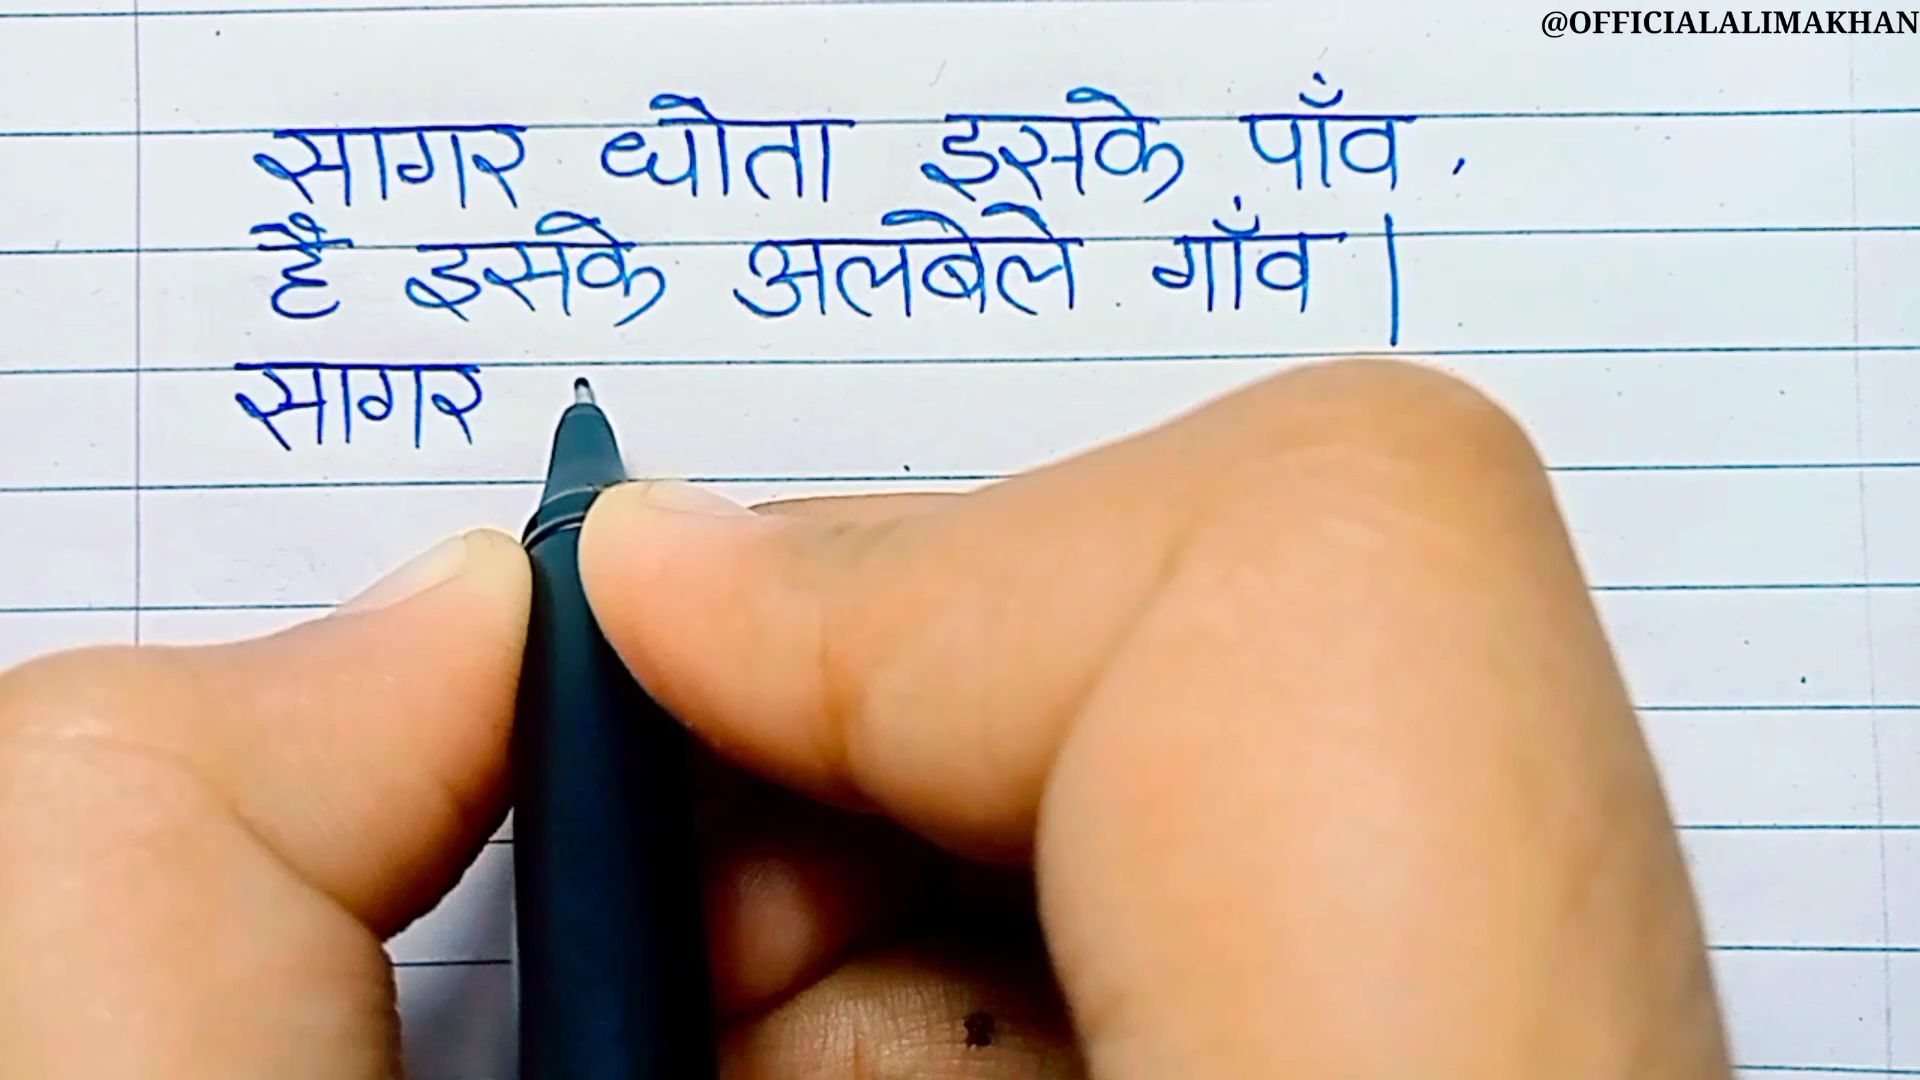 @OFFICIALALIMAKHAN
सागर धोता इसके पाँव,
हैं इसके अलबेले गाँव|
सागर